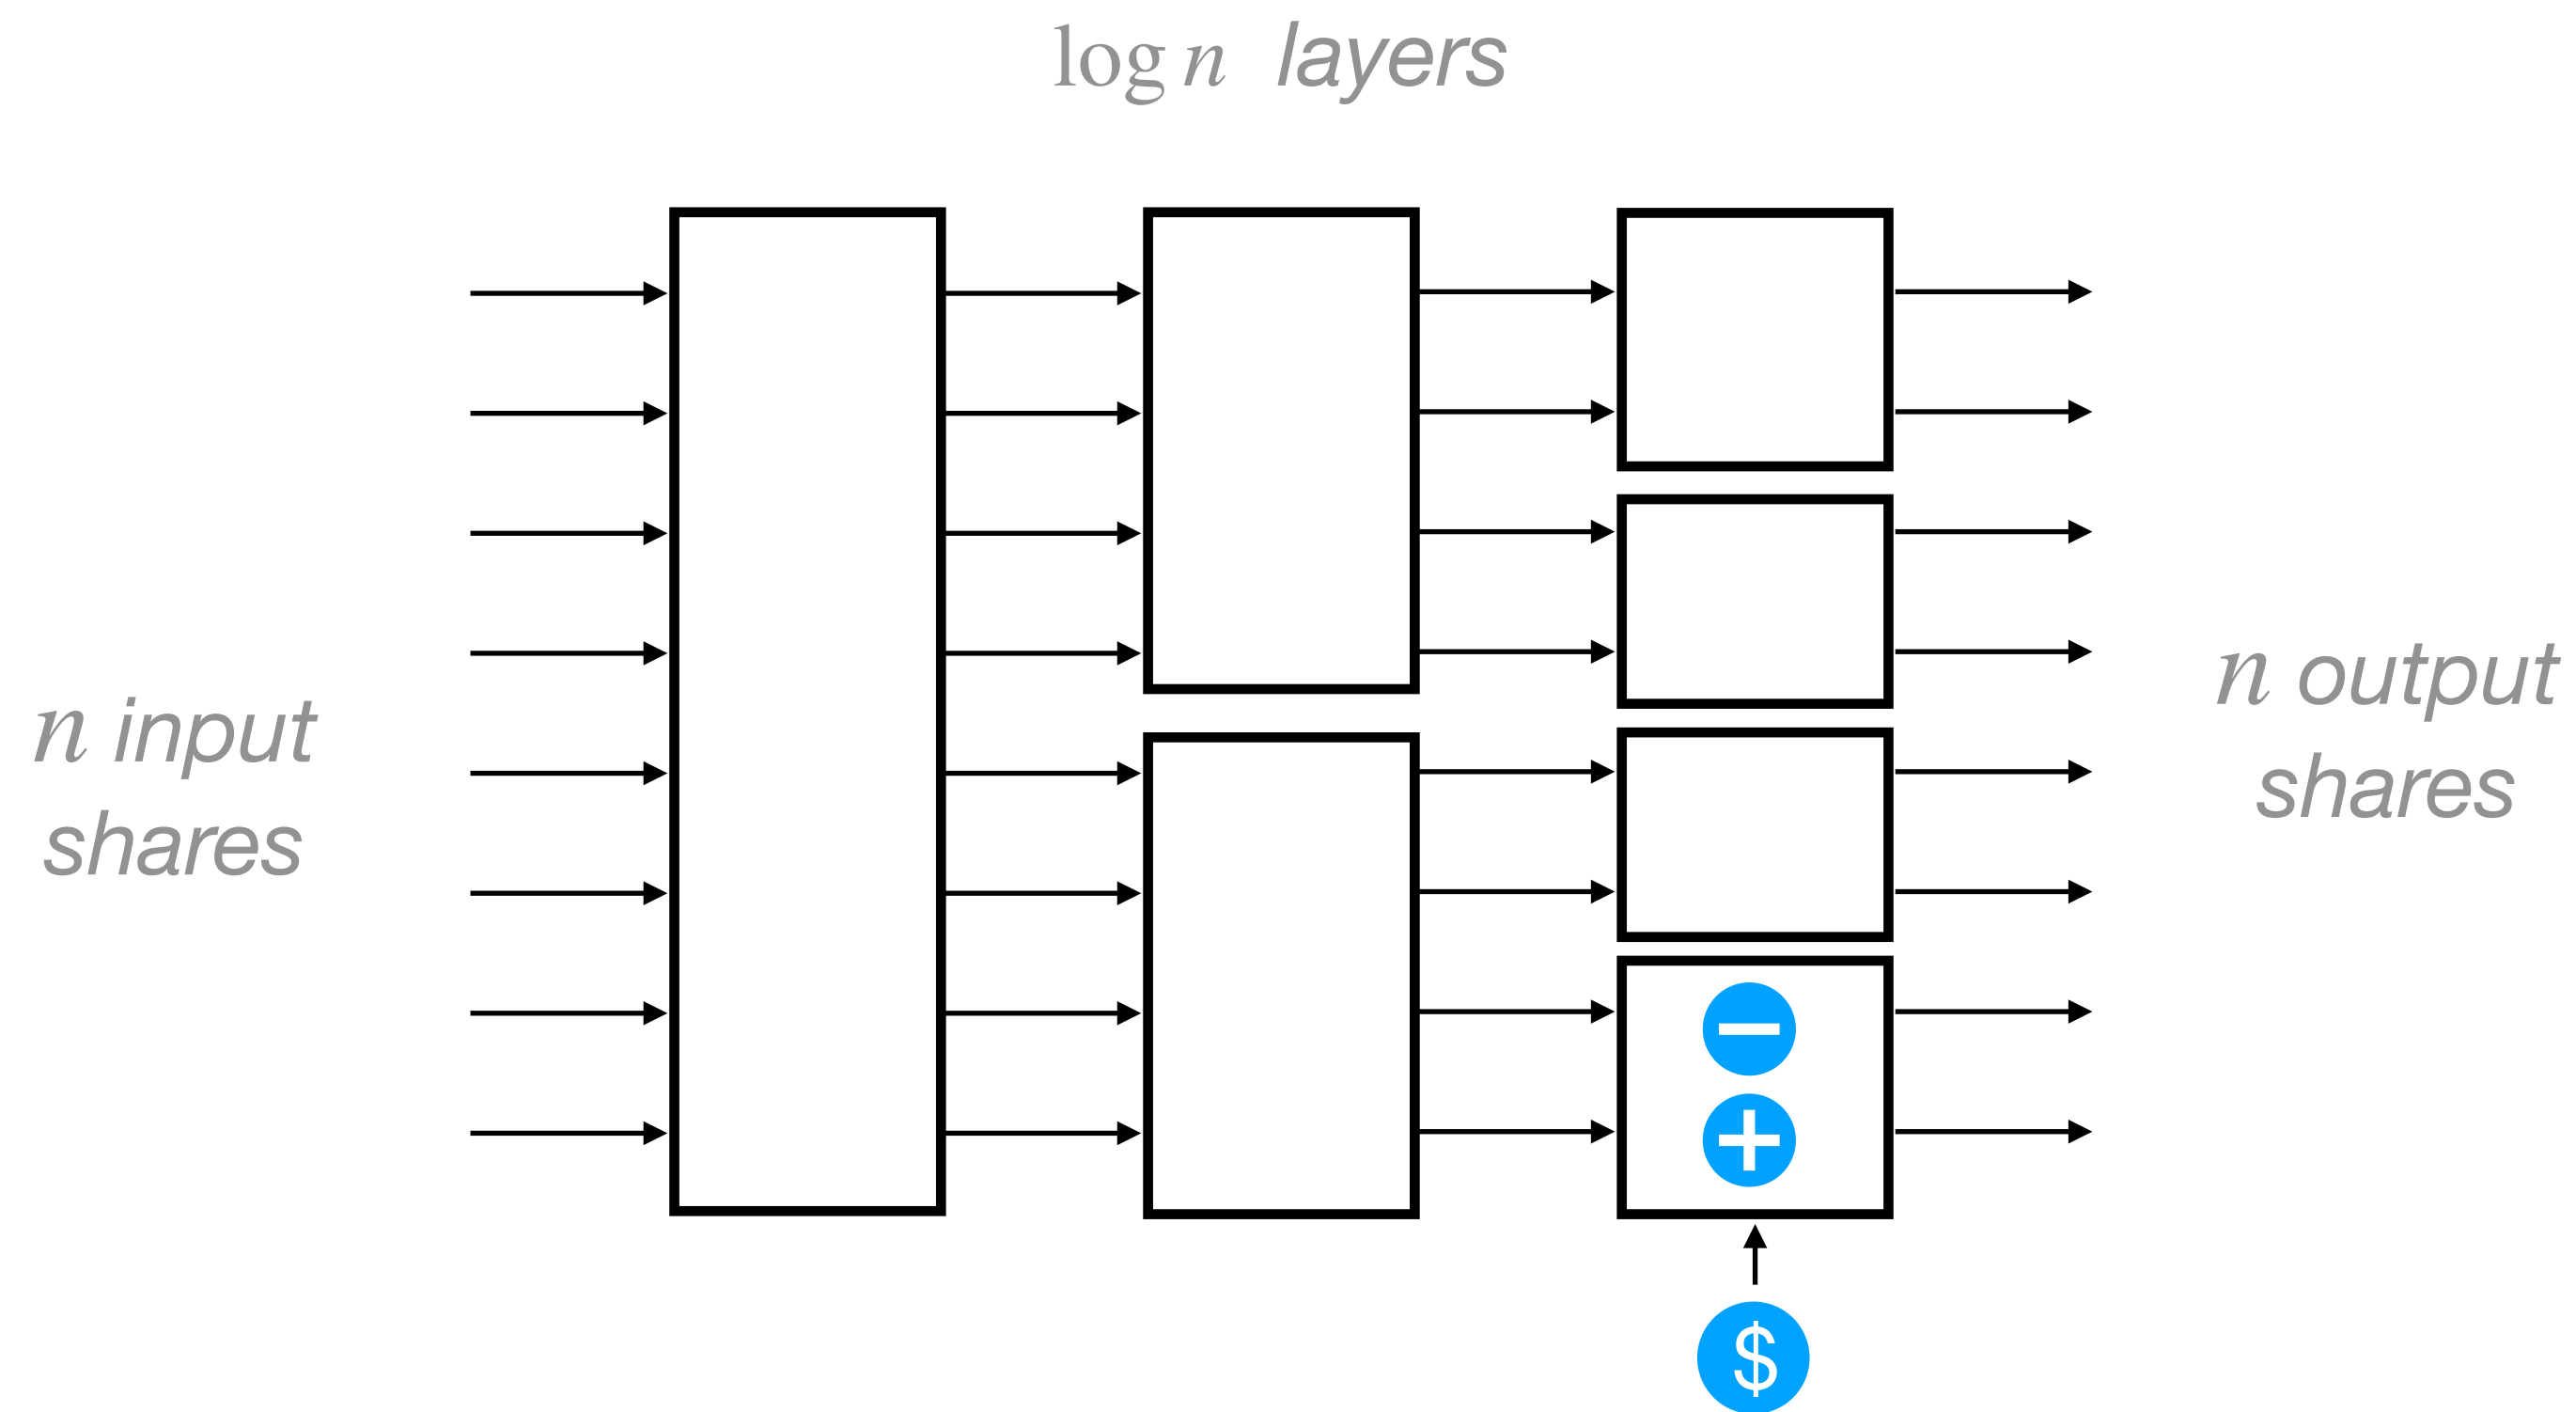 log n layers
n input
shares
n output
shares
−
+
$